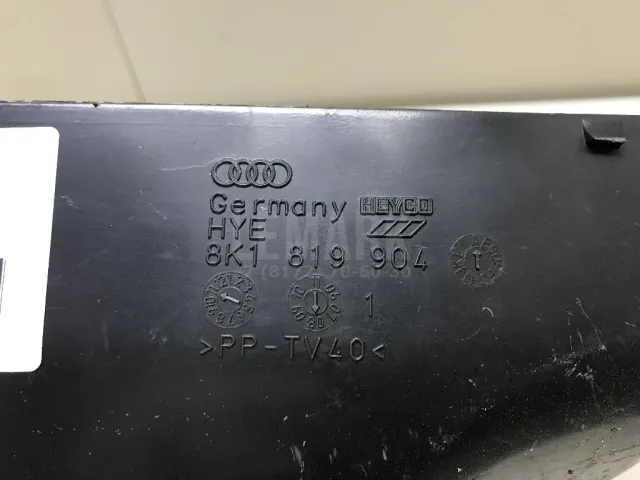 Germany HEYCO
HYE
8K1 819 904
1
>PP-TV40<